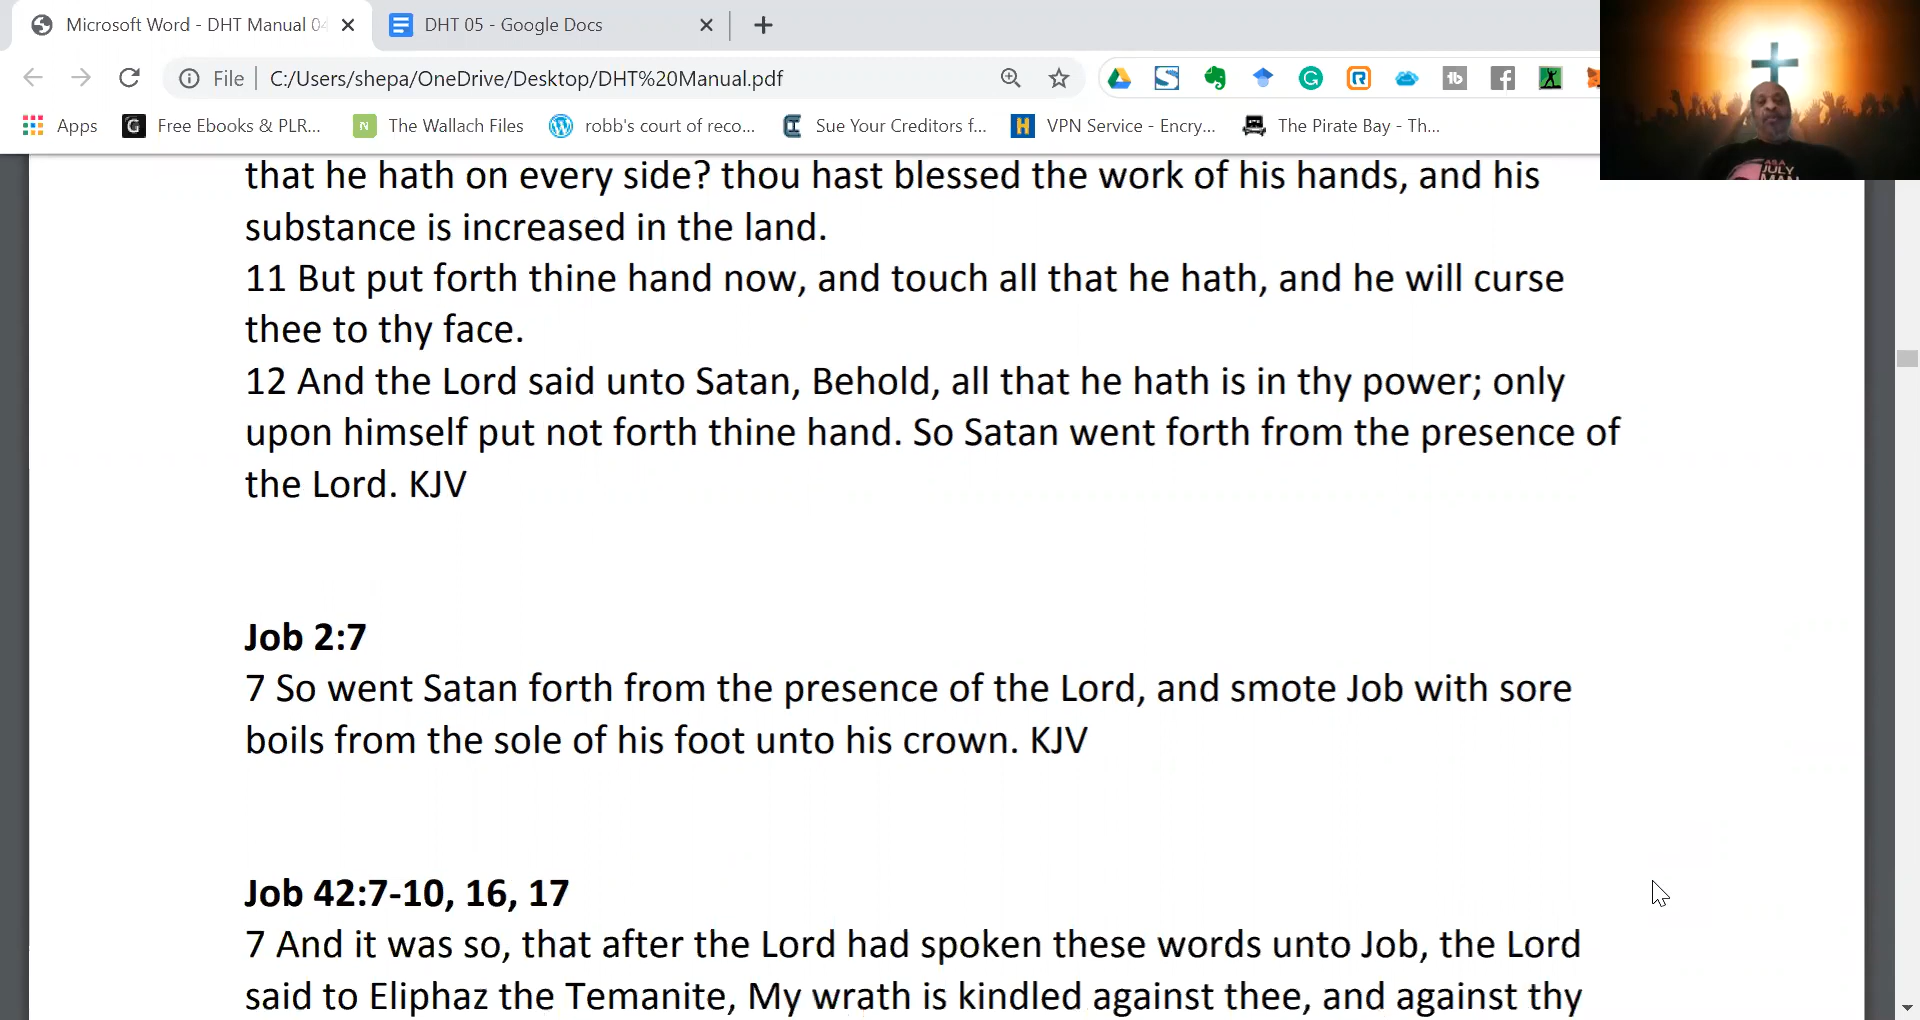 Microsoft Word - DHT Manual 04
DHT 05 - Google Docs
File
C:/Users/shepa/OneDrive/Desktop/DHT%20Manual.pdf
Apps
Free Ebooks & PLR...
The Wallach Files
robb's court of reco...
Sue Your Creditors f...
VPN Service - Encry...
The Pirate Bay - Th...
AS A
JULY
MAN
that he hath on every side? thou hast blessed the work of his hands, and his
substance is increased in the land.
11 But put forth thine hand now, and touch all that he hath, and he will curse
thee to thy face.
12 And the Lord said unto Satan, Behold, all that he hath is in thy power; only
upon himself put not forth thine hand. So Satan went forth from the presence of
the Lord. KJV
Job 2:7
7 So went Satan forth from the presence of the Lord, and smote Job with sore
boils from the sole of his foot unto his crown. KJV
Job 42:7-10, 16, 17
7 And it was so, that after the Lord had spoken these words unto Job, the Lord
said to Eliphaz the Temanite, My wrath is kindled against thee, and against thy